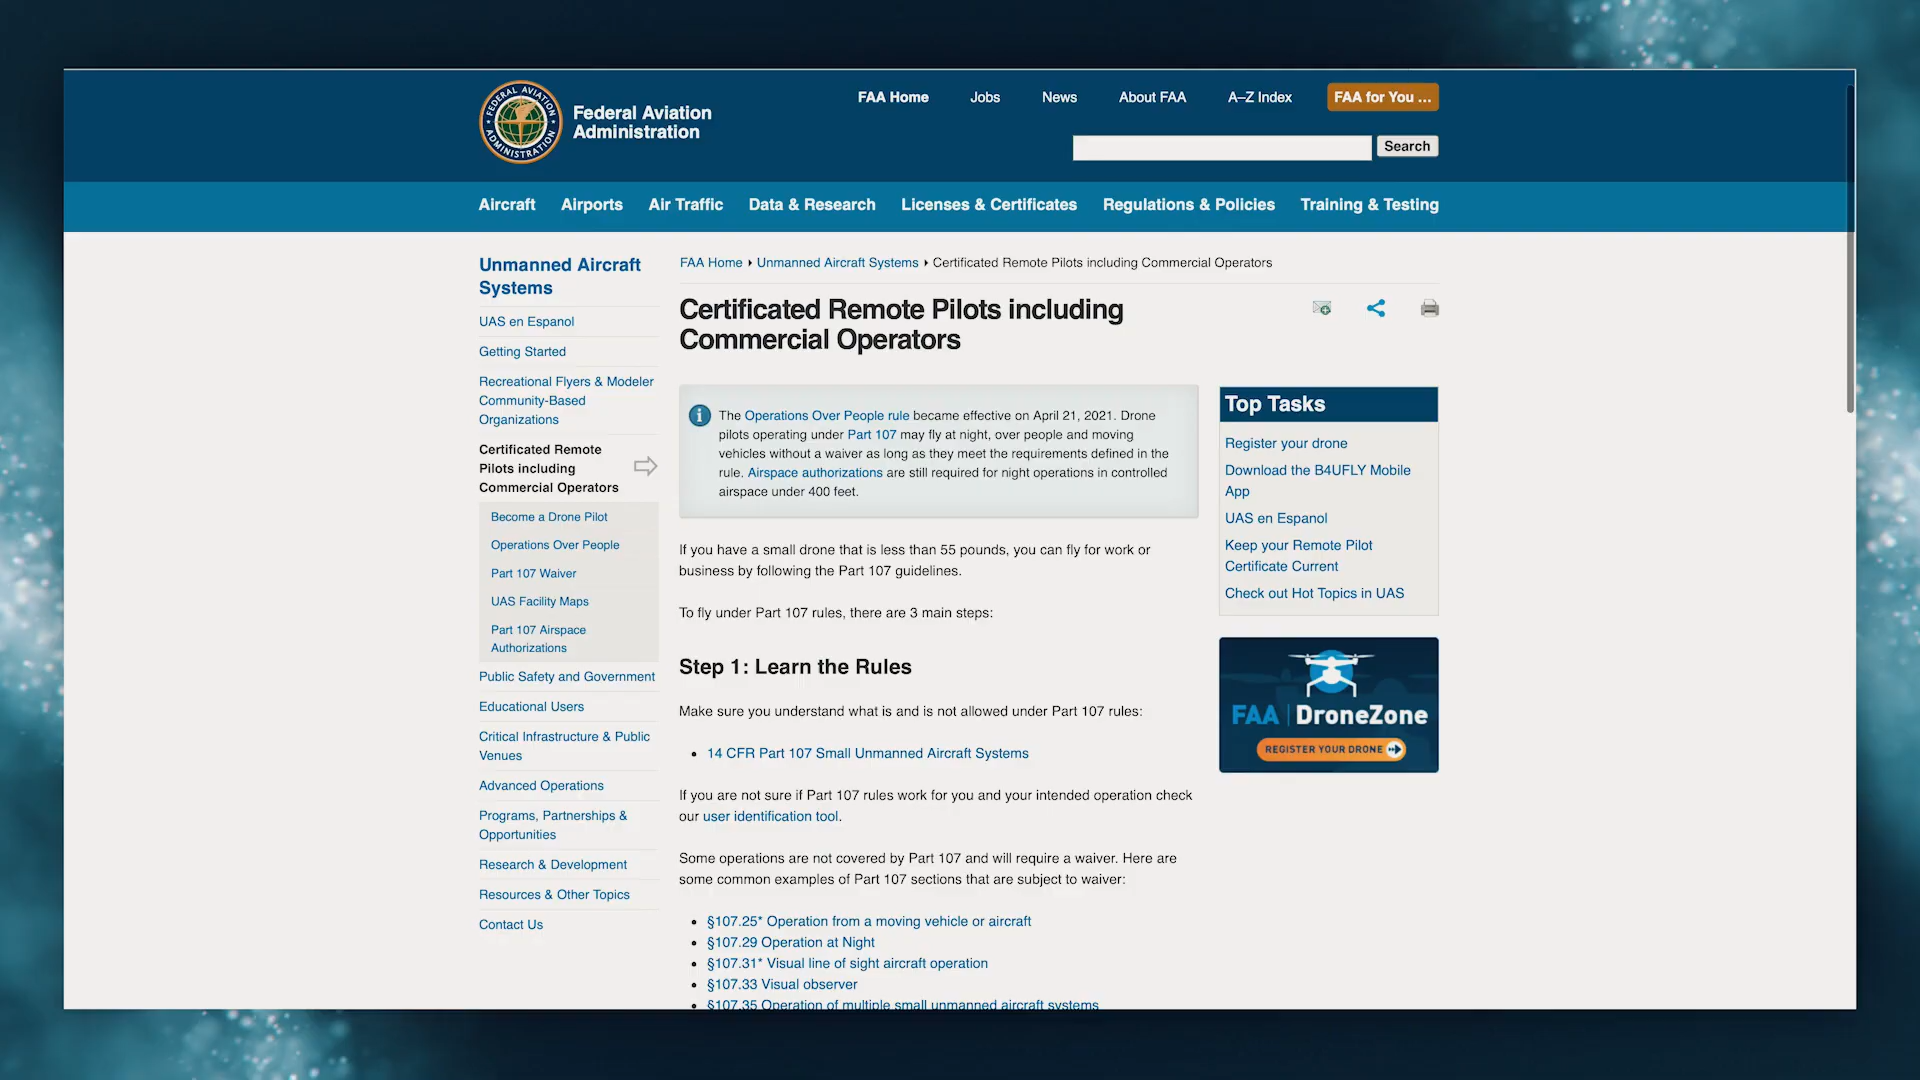 FEDERAL AVIATION ADMINISTRATION
Federal Aviation
Administration
FAA Home
Jobs
News
About FAA
A–Z Index
FAA for You ...
Search
Aircraft
Airports
Air Traffic
Data & Research
Licenses & Certificates
Regulations & Policies
Training & Testing
Unmanned Aircraft
Systems
UAS en Espanol
Getting Started
Recreational Flyers & Modeler
Community-Based
Organizations
Certificated Remote
Pilots including
Commercial Operators
Become a Drone Pilot
Operations Over People
Part 107 Waiver
UAS Facility Maps
Part 107 Airspace
Authorizations
Public Safety and Government
Educational Users
Critical Infrastructure & Public
Venues
Advanced Operations
Programs, Partnerships &
Opportunities
Research & Development
Resources & Other Topics
Contact Us
FAA Home ▸ Unmanned Aircraft Systems ▸ Certificated Remote Pilots including Commercial Operators
Certificated Remote Pilots including
Commercial Operators
The Operations Over People rule became effective on April 21, 2021. Drone
pilots operating under Part 107 may fly at night, over people and moving
vehicles without a waiver as long as they meet the requirements defined in the
rule. Airspace authorizations are still required for night operations in controlled
airspace under 400 feet.
If you have a small drone that is less than 55 pounds, you can fly for work or
business by following the Part 107 guidelines.
To fly under Part 107 rules, there are 3 main steps:
Step 1: Learn the Rules
Make sure you understand what is and is not allowed under Part 107 rules:
• 14 CFR Part 107 Small Unmanned Aircraft Systems
If you are not sure if Part 107 rules work for you and your intended operation check
our user identification tool.
Some operations are not covered by Part 107 and will require a waiver. Here are
some common examples of Part 107 sections that are subject to waiver:
• §107.25* Operation from a moving vehicle or aircraft
• §107.29 Operation at Night
• §107.31* Visual line of sight aircraft operation
• §107.33 Visual observer
• §107.35 Operation of multiple small unmanned aircraft systems
Top Tasks
Register your drone
Download the B4UFLY Mobile
App
UAS en Espanol
Keep your Remote Pilot
Certificate Current
Check out Hot Topics in UAS
FAA | DroneZone
REGISTER YOUR DRONE